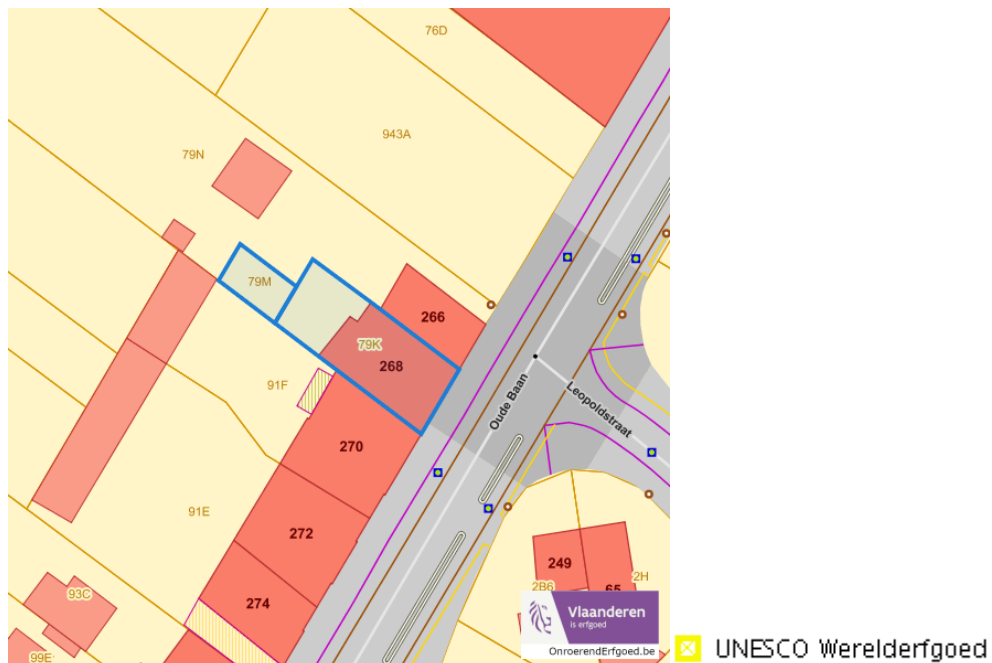 76D
943A
79N
79M
266
79K
268
91F
Oude Baan
Leopoldstraat
270
91E
272
249
2H
2B6
65
93C
274
99E
Vlaanderen
is erfgoed
OnroerendErfgoed.be
UNESCO Werelderfgoed